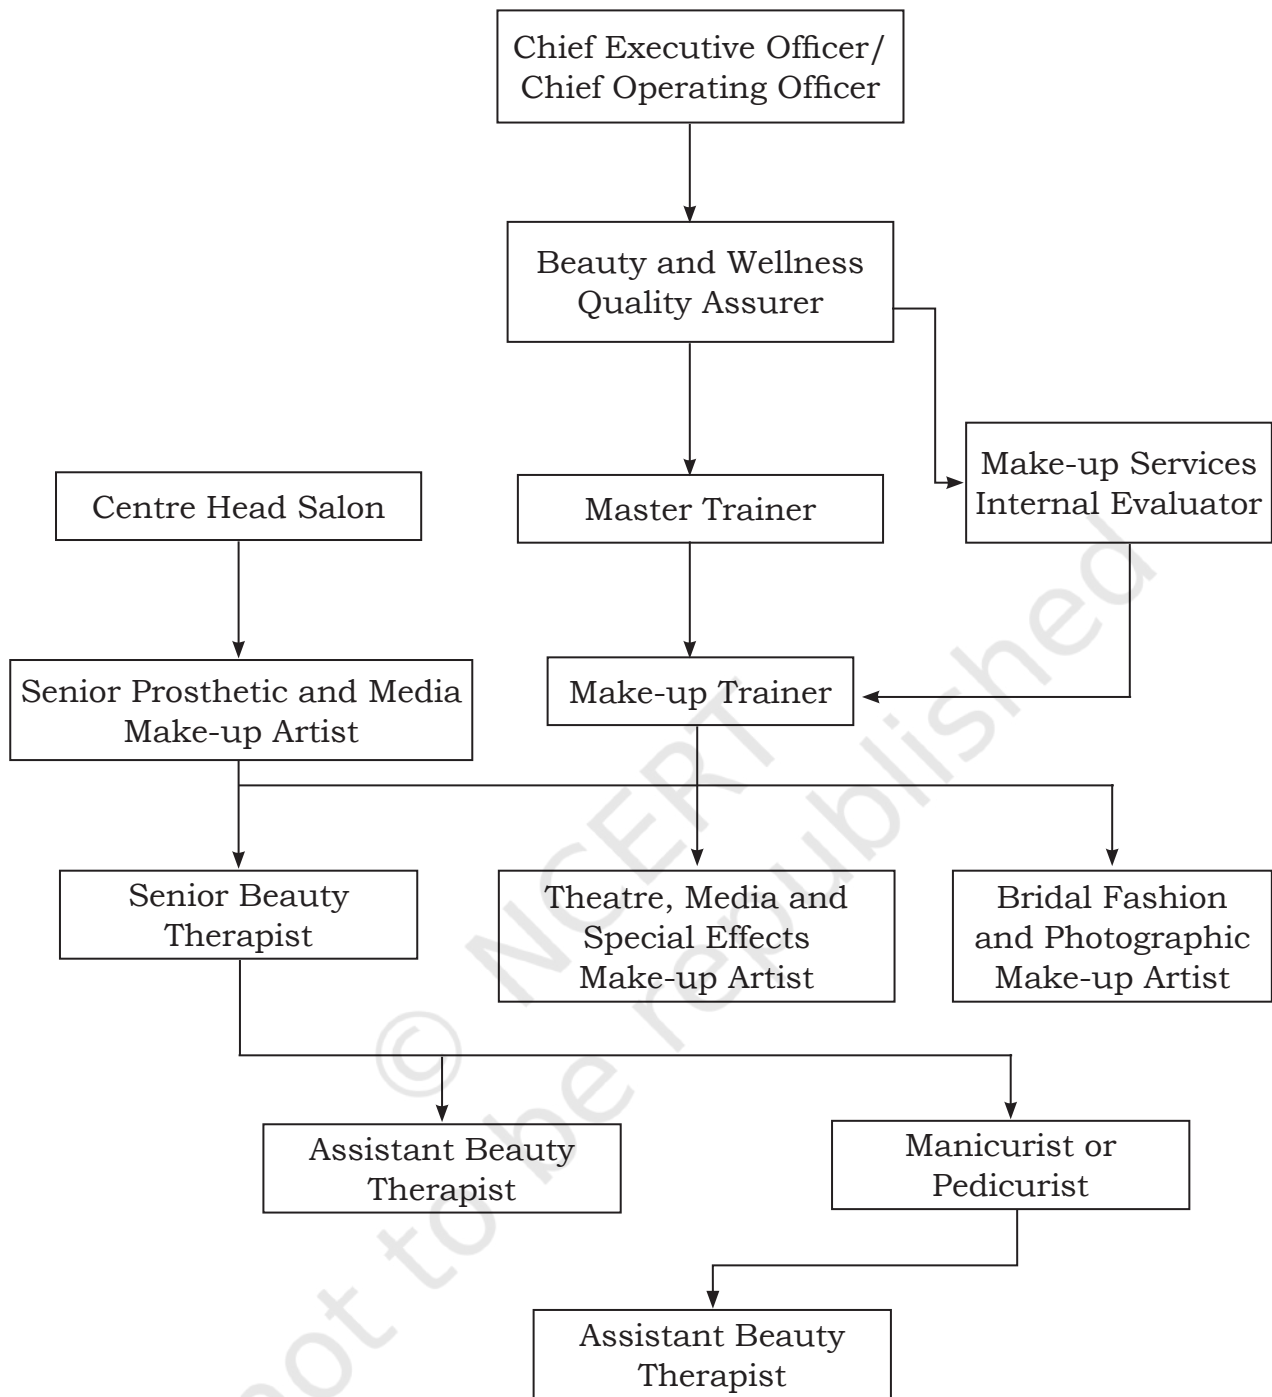 Chief Executive Officer/
Chief Operating Officer
Beauty and Wellness
Quality Assurer
Make-up Services
Internal Evaluator
Centre Head Salon
Master Trainer
Senior Prosthetic and Media
Make-up Artist
Make-up Trainer
Senior Beauty
Therapist
Theatre, Media and
Special Effects
Make-up Artist
Bridal Fashion
and Photographic
Make-up Artist
Assistant Beauty
Therapist
Manicurist or
Pedicurist
Assistant Beauty
Therapist
© NCERT
not to be republished